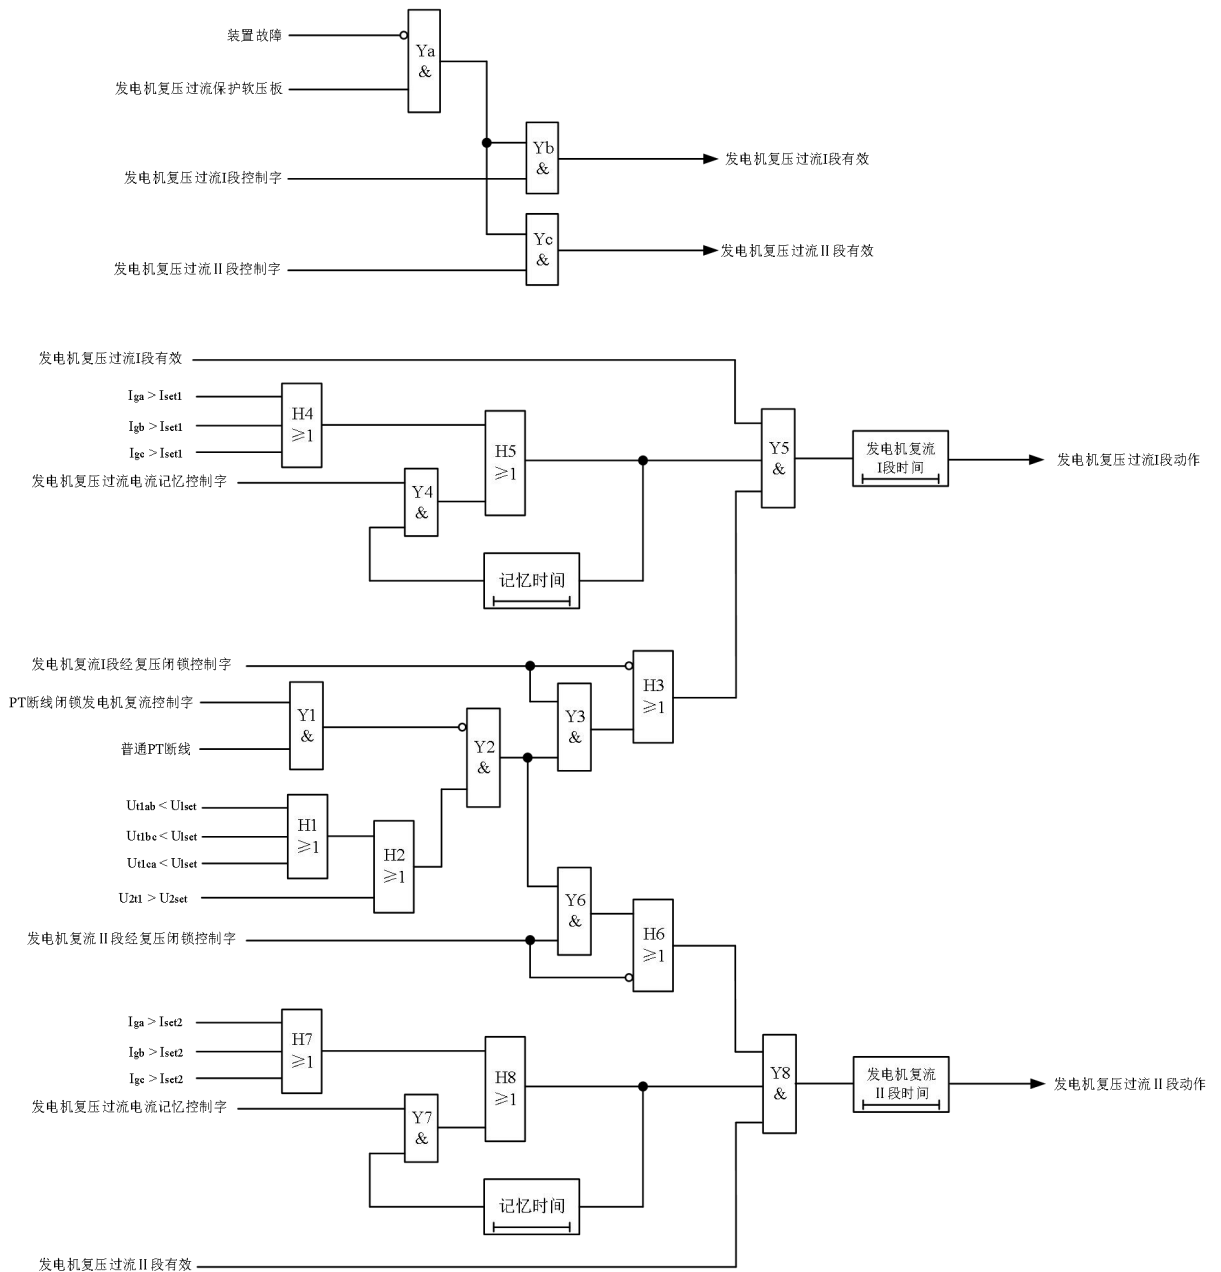 装置故障
Ya
&
发电机复压过流保护软压板
Yb
&
发电机复压过流I段有效
发电机复压过流I段控制字
Yc
&
发电机复压过流Ⅱ段有效
发电机复压过流Ⅱ段控制字
发电机复压过流I段有效
Iga > Iset1
Igb > Iset1
Igc > Iset1
H4
≥1
发电机复压过流电流记忆控制字
Y4
&
H5
≥1
记忆时间
Y5
&
发电机复流
I段时间
发电机复压过流I段动作
发电机复流I段经复压闭锁控制字
H3
≥1
PT断线闭锁发电机复流控制字
Y1
&
普通PT断线
Y2
&
Y3
&
Ut1ab < Ulset
Ut1bc < Ulset
Ut1ca < Ulset
H1
≥1
H2
≥1
U2t1 > U2set
Y6
&
发电机复流Ⅱ段经复压闭锁控制字
H6
≥1
Iga > Iset2
Igb > Iset2
Igc > Iset2
H7
≥1
发电机复压过流电流记忆控制字
Y7
&
H8
≥1
记忆时间
Y8
&
发电机复流
Ⅱ段时间
发电机复压过流Ⅱ段动作
发电机复压过流Ⅱ段有效